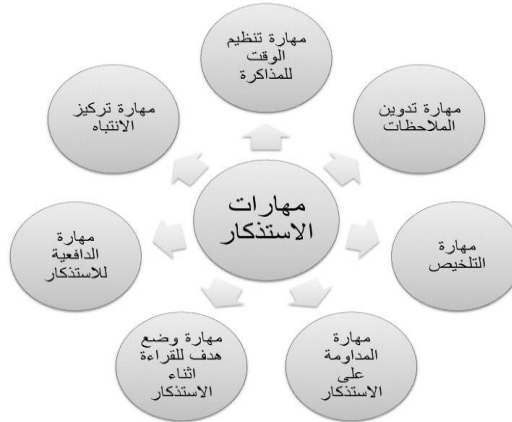 مهارة تنظيم
الوقت
للمذاكرة
مهارة تدوين
الملاحظات
مهارة
التلخيص
مهارة
المداومة
على
الاستذكار
مهارة وضع
هدف للقراءة
اثناء
الاستذكار
مهارة
الدافعية
للاستذكار
مهارة تركيز
الانتباه
مهارات
الاستذكار